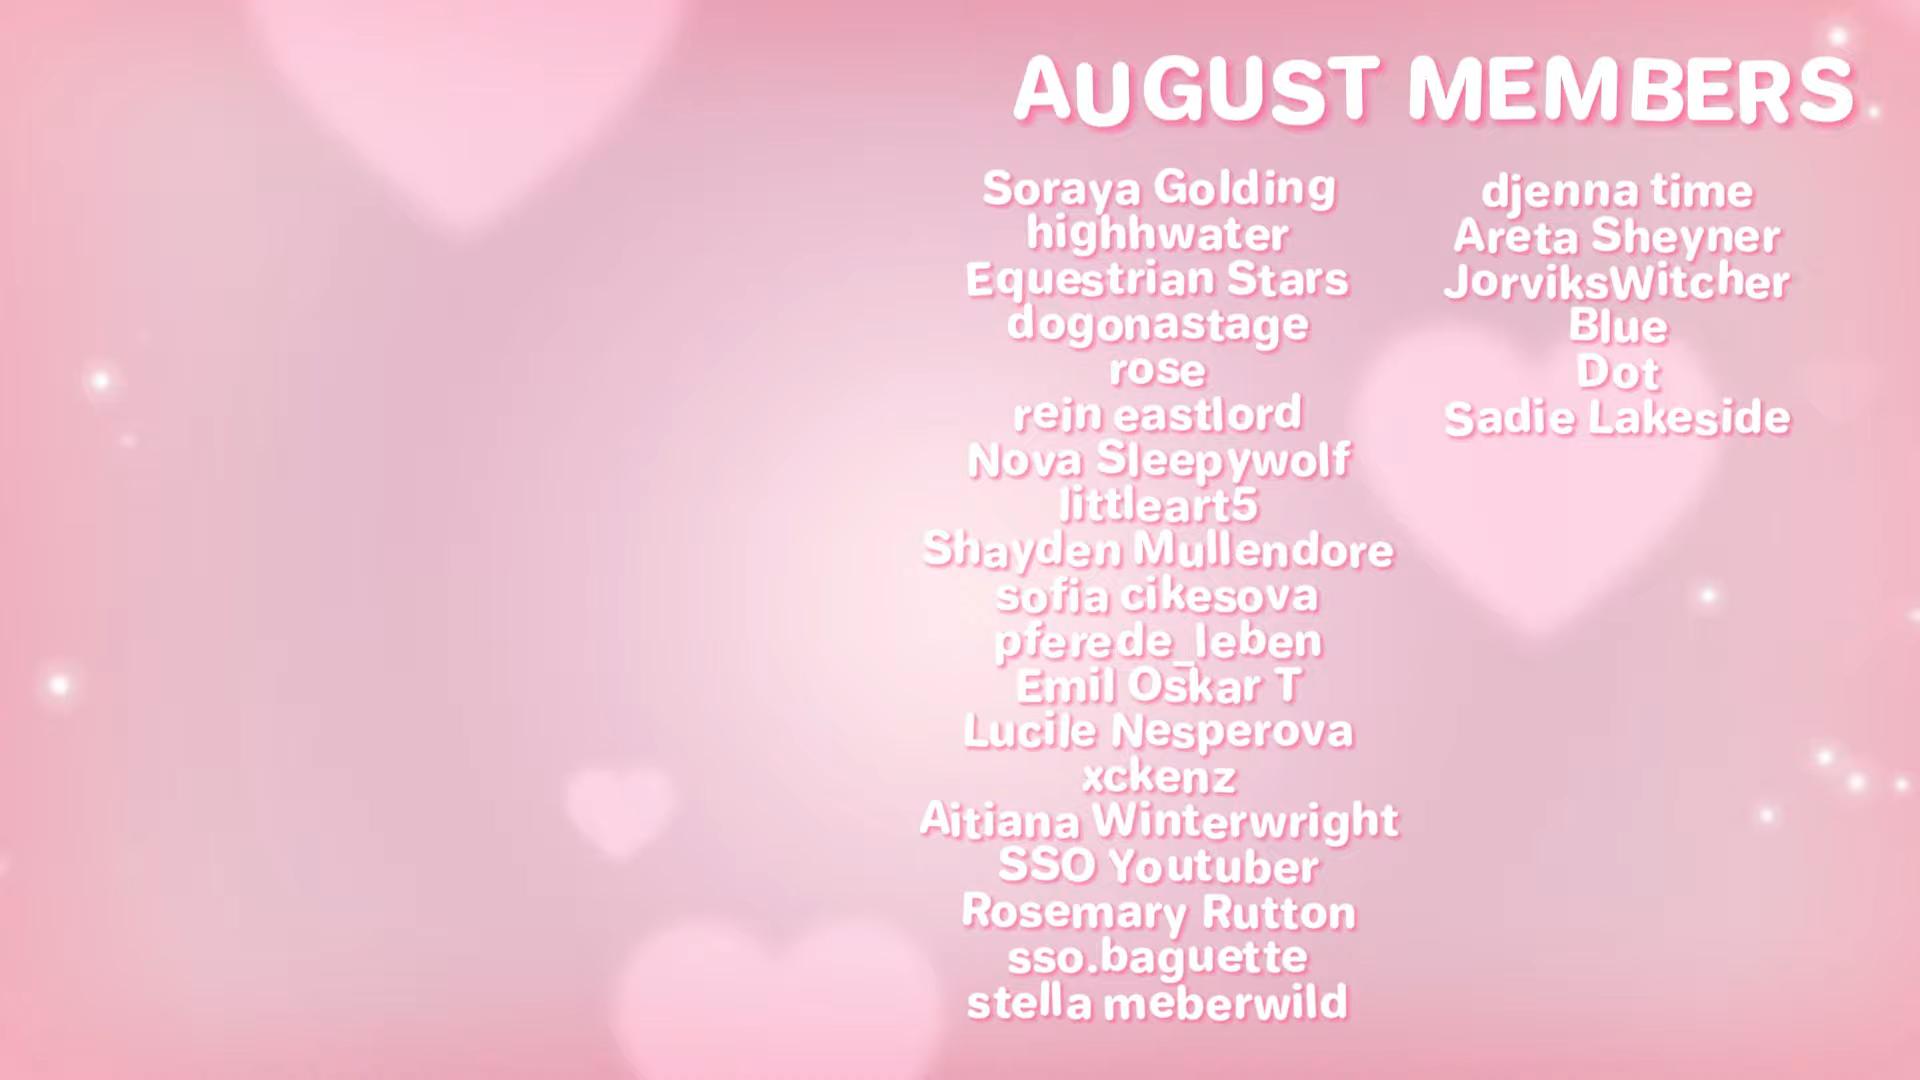 AUGUST MEMBERS
Soraya Golding
highhwater
Equestrian Stars
dogonastage
rose
rein eastlord
Nova Sleepywolf
littleart5
Shayden Mullendore
sofia cikesova
pferede_leben
Emil Oskar T
Lucile Nesperova
xckenz
Aitiana Winterwright
SSO Youtuber
Rosemary Rutton
sso.baguette
stella meberwild
djenna time
Areta Sheyner
JorviksWitcher
Blue
Dot
Sadie Lakeside